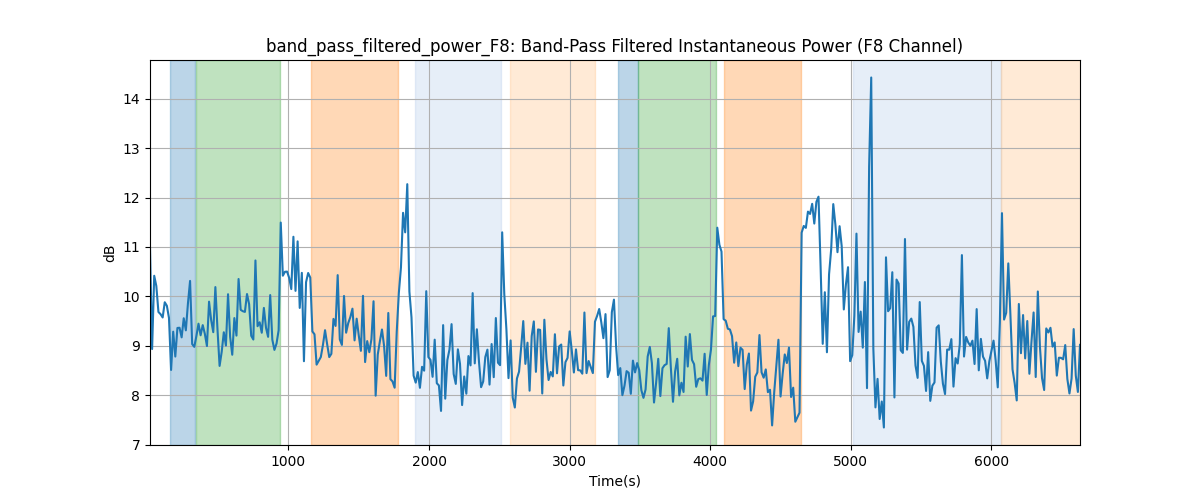 band_pass_filtered_power_F8: Band-Pass Filtered Instantaneous Power (F8 Channel)
14
13
12
11
10
9
8
7
dB
1000 2000 3000 4000 5000 6000
Time(s)